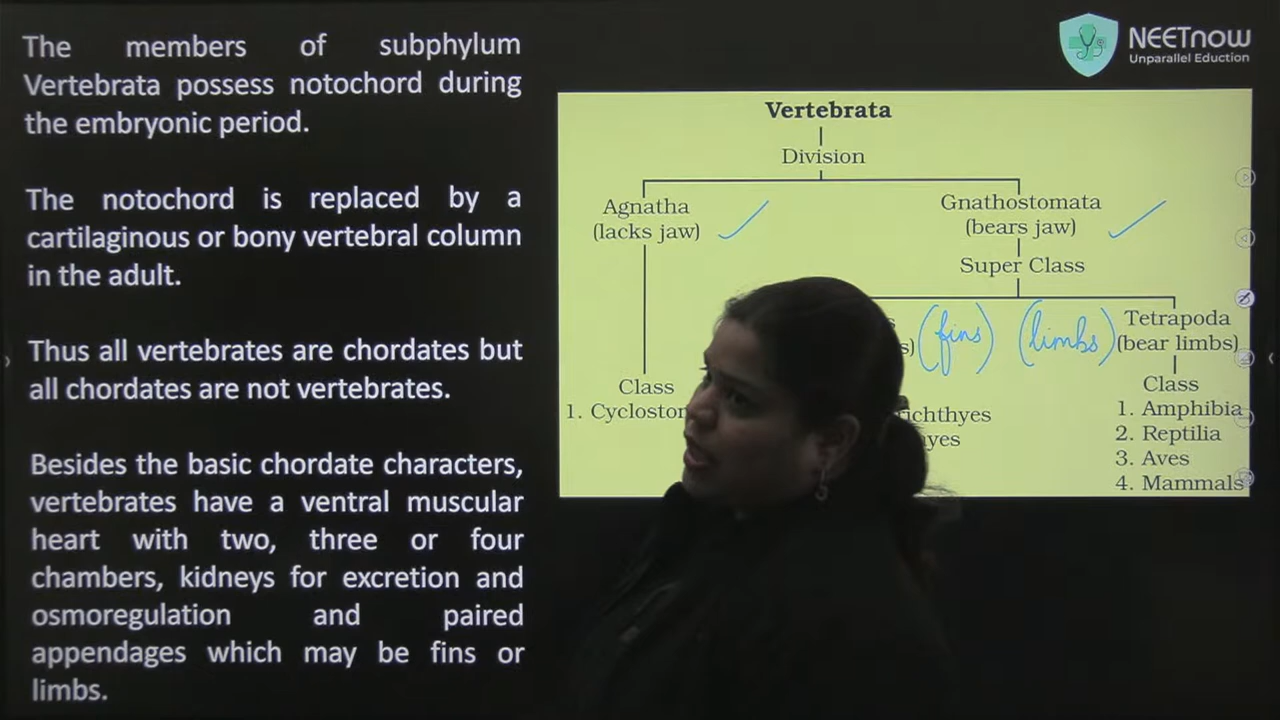 The members of subphylum
Vertebrata possess notochord during
the embryonic period.
The notochord is replaced by a
cartilaginous or bony vertebral column
in the adult.
Thus all vertebrates are chordates but
all chordates are not vertebrates.
Besides the basic chordate characters,
vertebrates have a ventral muscular
heart with two, three or four
chambers, kidneys for excretion and
osmoregulation and paired
appendages which may be fins or
limbs.
NEETnow
Unparallel Eduction
Vertebrata
Division
Agnatha
(lacks jaw)
Gnathostomata
(bears jaw)
Super Class
(fins) (limbs)
Tetrapoda
(bear limbs)
Class
1. Cyclostom
ichthyes
yes
Class
1. Amphibia
2. Reptilia
3. Aves
4. Mammals